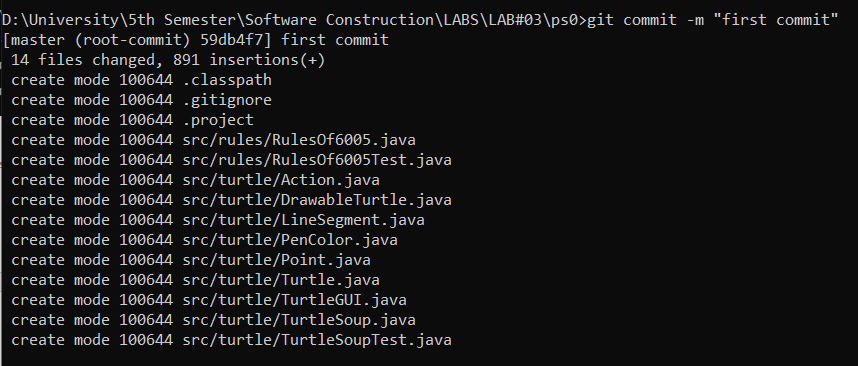 D:\University\5th Semester\Software Construction\LABS\LAB#03\ps0>git commit -m "first commit"
[master (root-commit) 59db4f7] first commit
 14 files changed, 891 insertions(+)
 create mode 100644 .classpath
 create mode 100644 .gitignore
 create mode 100644 .project
 create mode 100644 src/rules/RulesOf6005.java
 create mode 100644 src/rules/RulesOf6005Test.java
 create mode 100644 src/turtle/Action.java
 create mode 100644 src/turtle/DrawableTurtle.java
 create mode 100644 src/turtle/LineSegment.java
 create mode 100644 src/turtle/PenColor.java
 create mode 100644 src/turtle/Point.java
 create mode 100644 src/turtle/Turtle.java
 create mode 100644 src/turtle/TurtleGUI.java
 create mode 100644 src/turtle/TurtleSoup.java
 create mode 100644 src/turtle/TurtleSoupTest.java